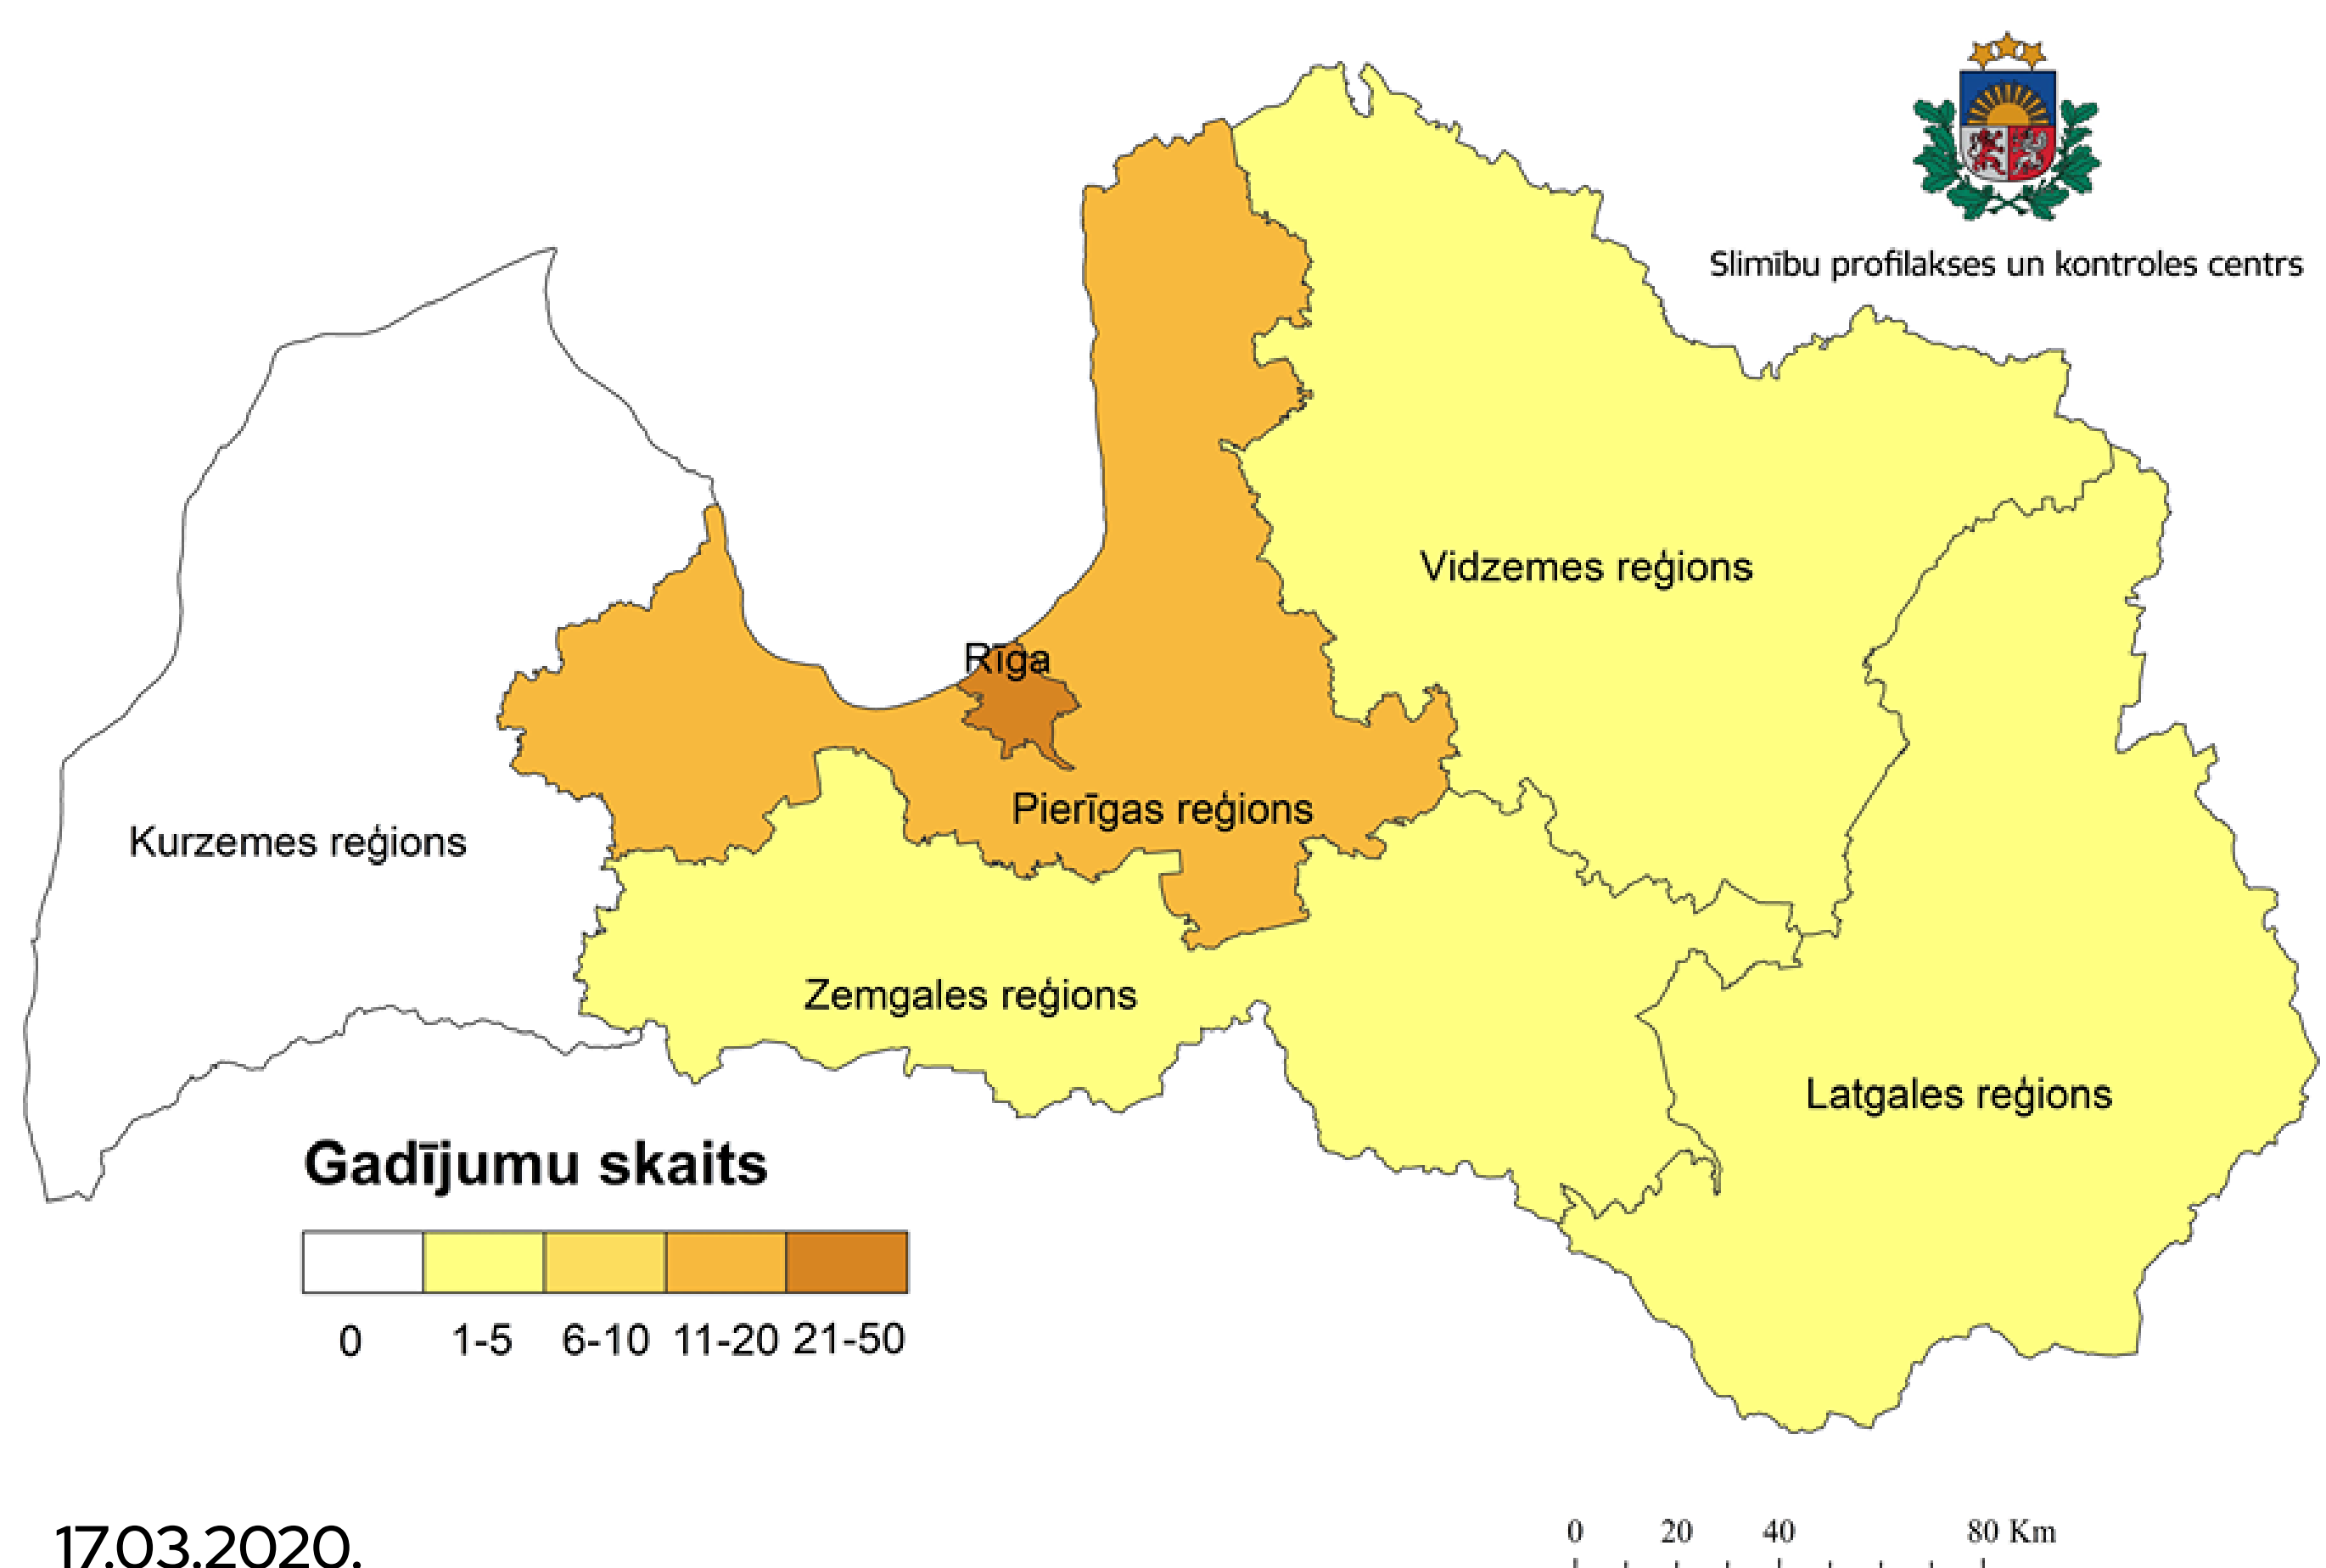 Slimību profilakses un kontroles centrs
Vidzemes reģions
Rīga
Pierīgas reģions
Kurzemes reģions
Zemgales reģions
Latgales reģions
Gadījumu skaits
0 1-5 6-10 11-20 21-50
17.03.2020.
0 20 40 80 Km